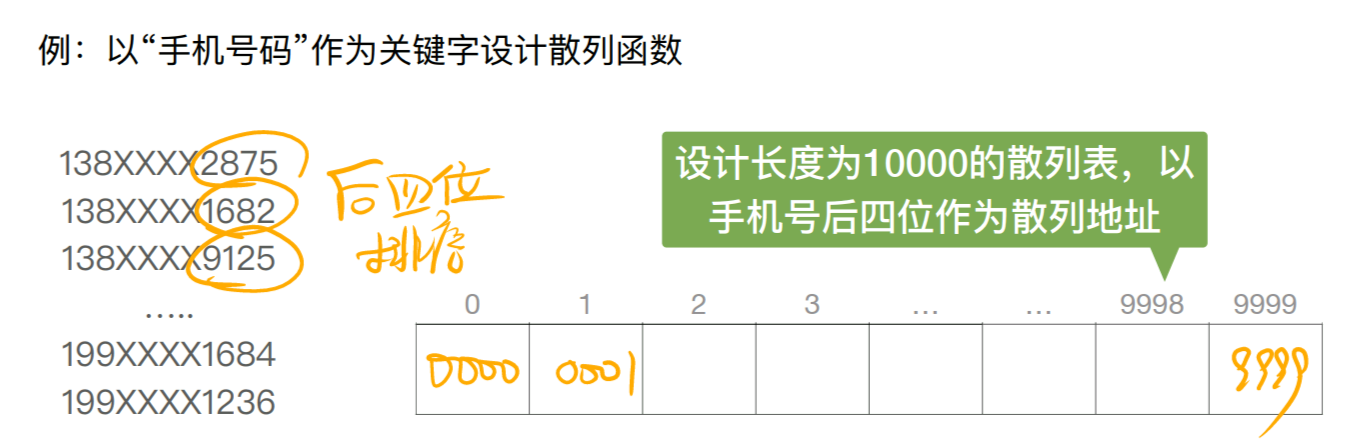 例：以“手机号码”作为关键字设计散列函数
138XXXX2875
138XXXX1682
138XXXX9125
…..
199XXXX1684
199XXXX1236
后四位
设计长度为10000的散列表，以
手机号后四位作为散列地址
0 1 2 3 … … 9998 9999
0000 0001 9999